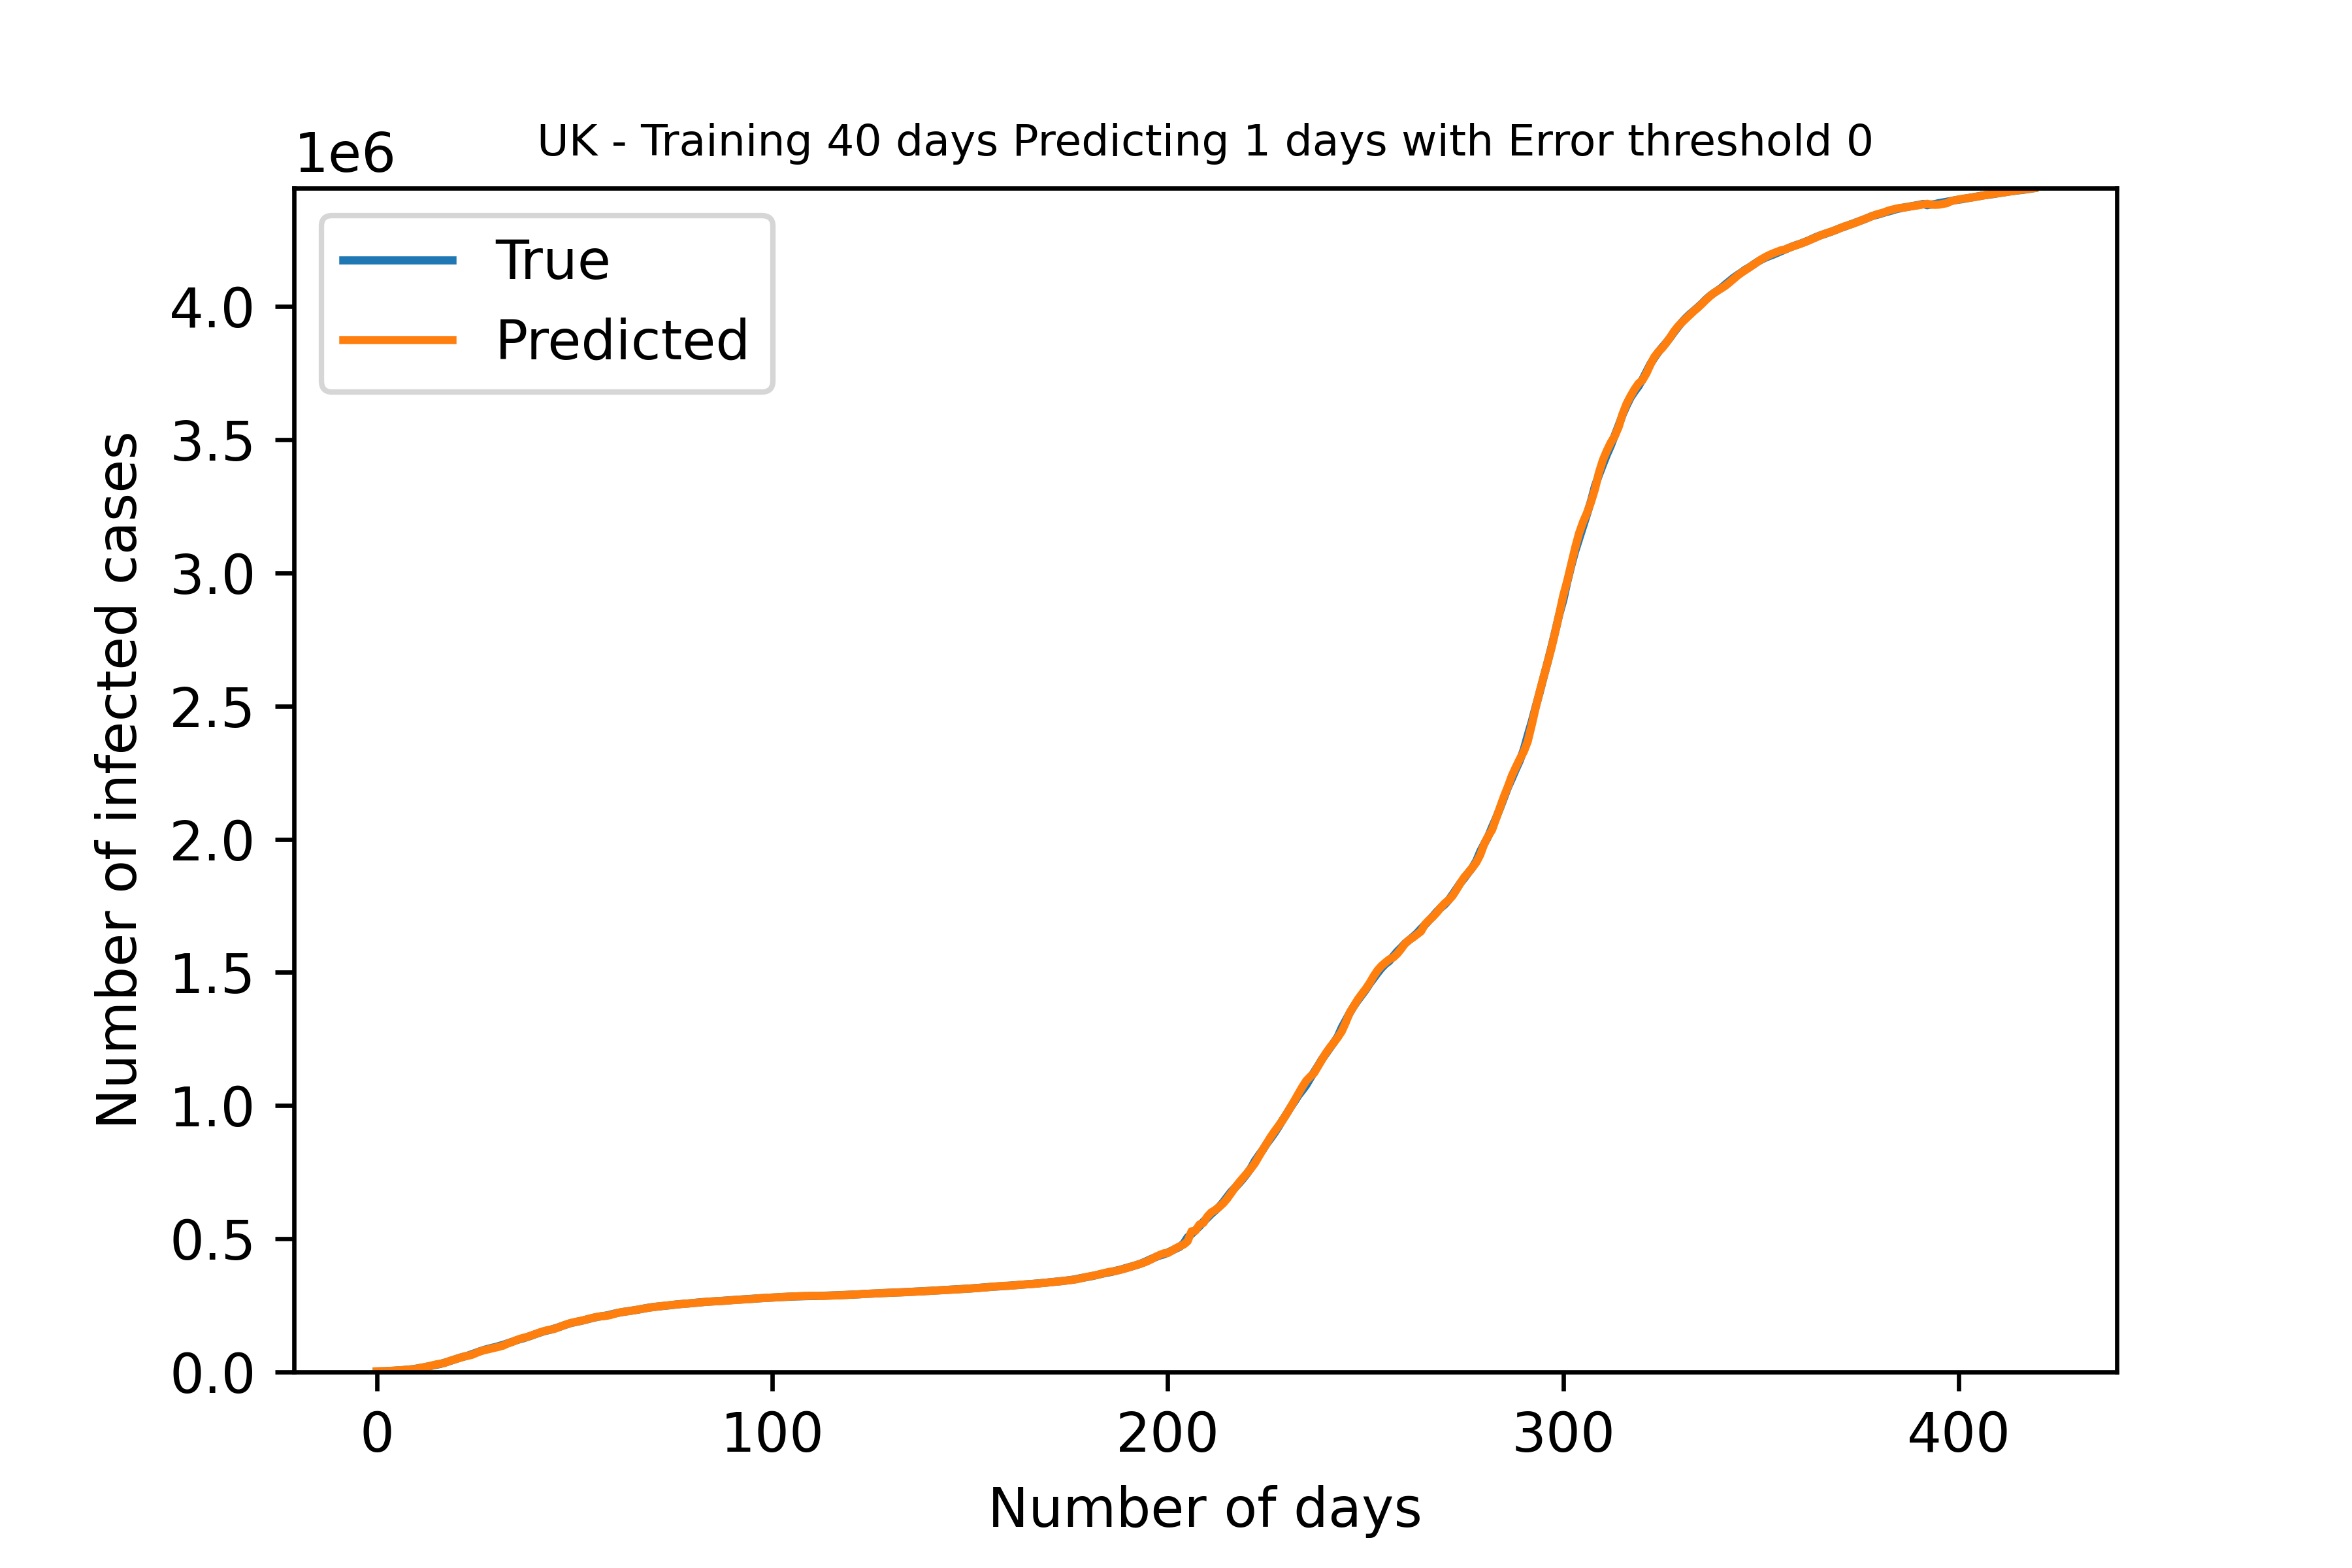 UK - Training 40 days Predicting 1 days with Error threshold 0
1e6
True
Predicted
4.0
3.5
3.0
2.5
2.0
1.5
1.0
0.5
0.0
Number of infected cases
0 100 200 300 400
Number of days